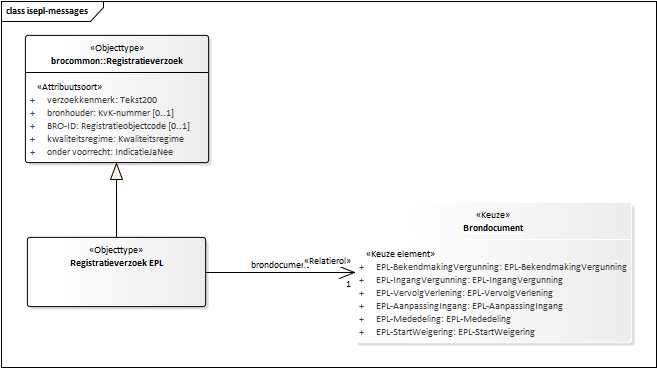 class isepl-messages
«Objecttype»
brocommon::Registratieverzoek
«Attribuutsoort»
+ verzoekkenmerk: Tekst200
+ bronhouder: KvK-nummer [0..1]
+ BRO-ID: Registratieobjectcode [0..1]
+ kwaliteitsregime: Kwaliteitsregime
+ onder voorrecht: IndicatieJaNee
«Objecttype»
Registratieverzoek EPL
brondocument
«Relatierol»
1
«Keuze»
Brondocument
«Keuze element»
+ EPL-BekendmakingVergunning: EPL-BekendmakingVergunning
+ EPL-IngangVergunning: EPL-IngangVergunning
+ EPL-VervolgVerlening: EPL-VervolgVerlening
+ EPL-AanpassingIngang: EPL-AanpassingIngang
+ EPL-Mededeling: EPL-Mededeling
+ EPL-StartWeigering: EPL-StartWeigering